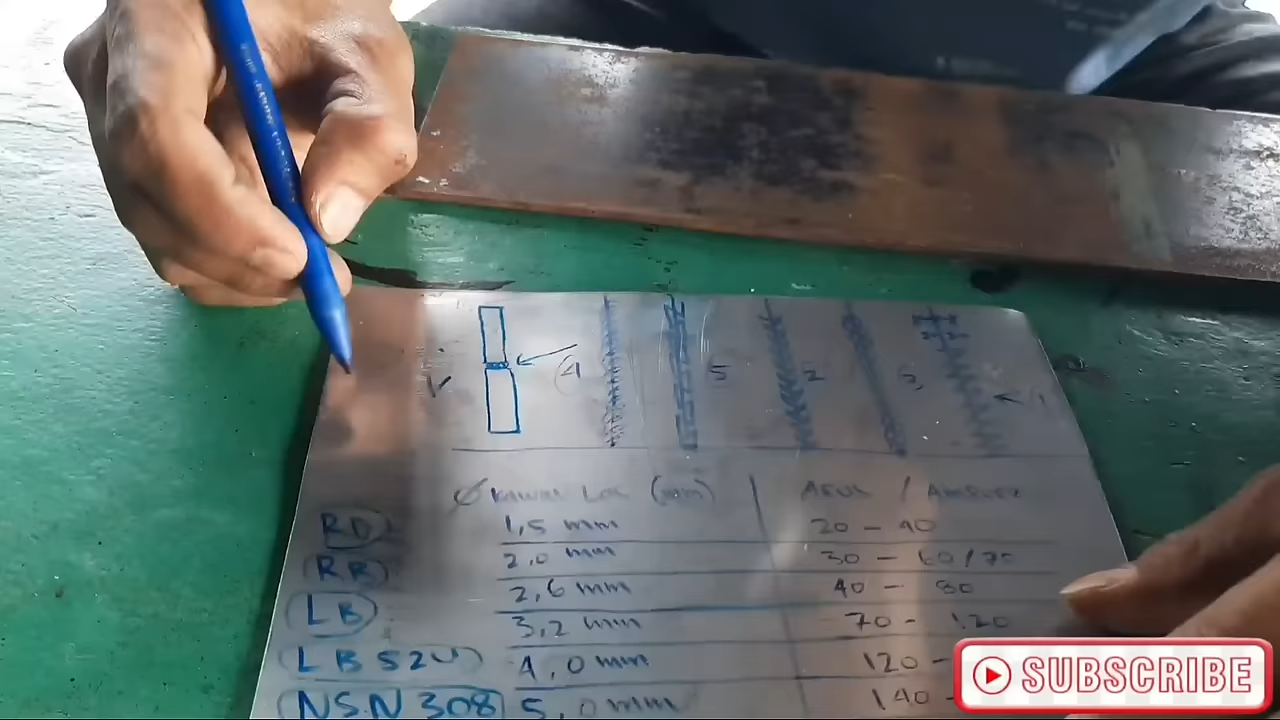 4 5 2
Ø KAWAT LAS (mm) ARUS / AMPERE
RD 1,5 mm 20 - 40
RB 2,0 mm 30 - 60/70
LB 2,6 mm 40 - 80
3,2 mm 70 - 120
LB 52U 4,0 mm 120 -
NSN 308 5,0 mm 140 -
SUBSCRIBE